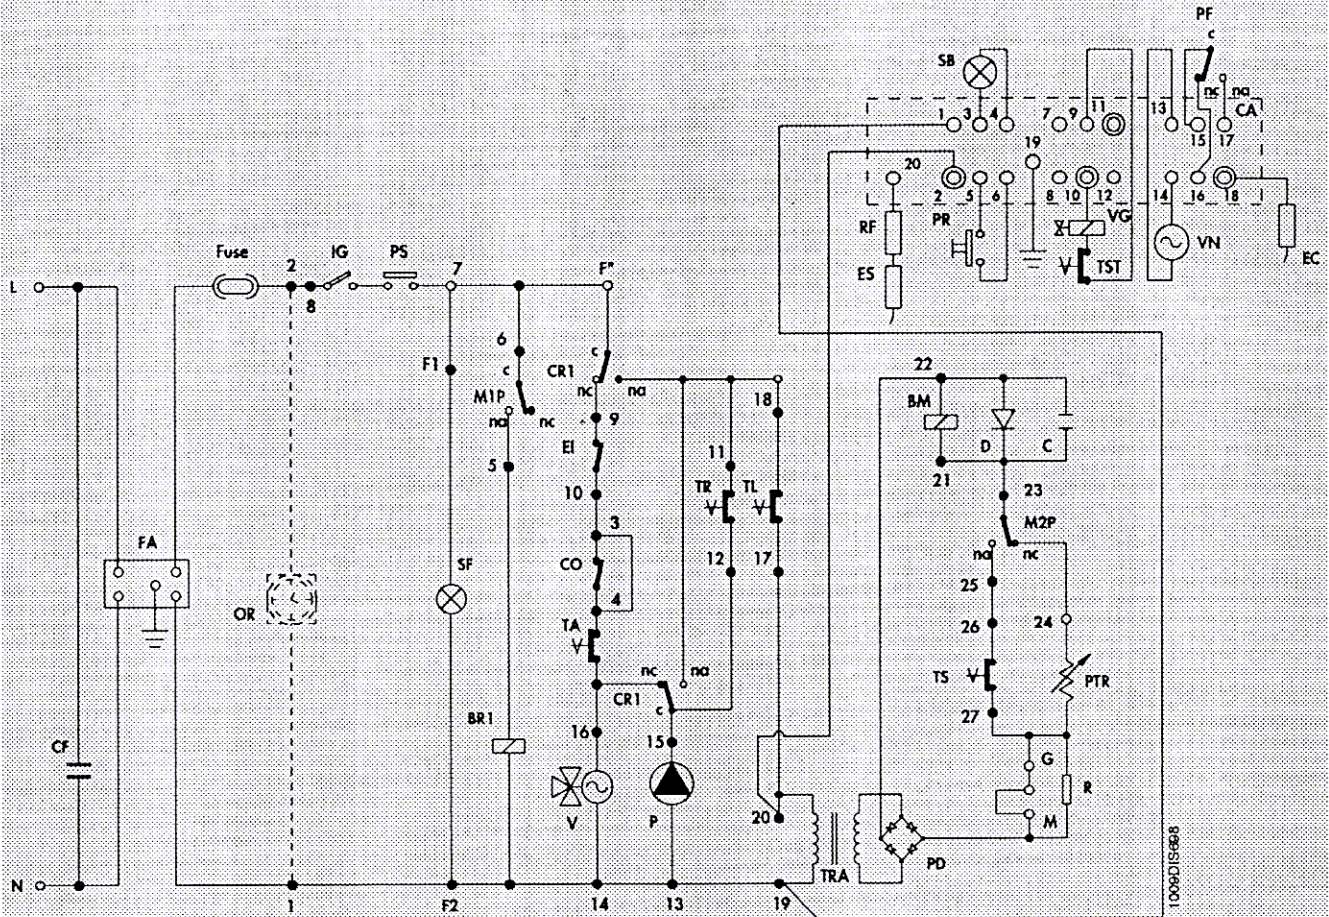 PF
c
SB
nc na
1 3 4 7 9 11 13 15 17 CA
19
20
2 5 6 8 10 12 14 16 18
RF PR VG VN
ES TST EC
Fuse 2 IG PS 7
L
8
6
c
F1 CR1 c
22
M1P nc na
na nc 18 BM
5 9
EI 11 D C
21
10 TR TL 23
3 M2P
FA na nc
SF CO 12 17
25
OR 4
TA 26 24
nc na TS PTR
CR1
c
BR1 27
16 15
CF G
R
V P 20 M
TRA PD
N
1 F2 14 13 19
1009DIS698